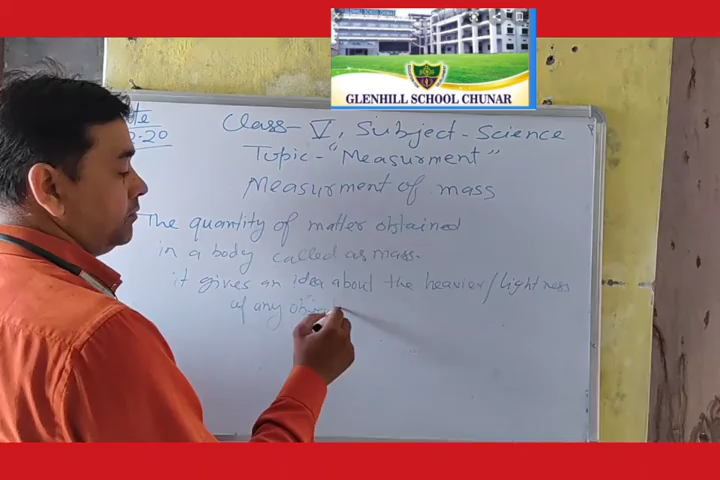 GLENHILL SCHOOL CHUNAR
Class - V, Subject - Science
-20
Topic - "Measurment"
Measurment of mass
The quantity of matter obtained
in a body called as mass.
it gives an idea about the heavier/lightness
of any